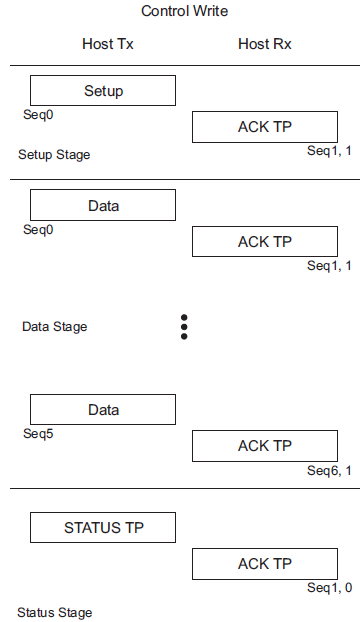 Control Write
Host Tx
Host Rx
Setup
Seq0
ACK TP
Seq1, 1
Setup Stage
Data
Seq0
ACK TP
Seq1, 1
Data Stage
Data
Seq5
ACK TP
Seq6, 1
STATUS TP
ACK TP
Seq1, 0
Status Stage